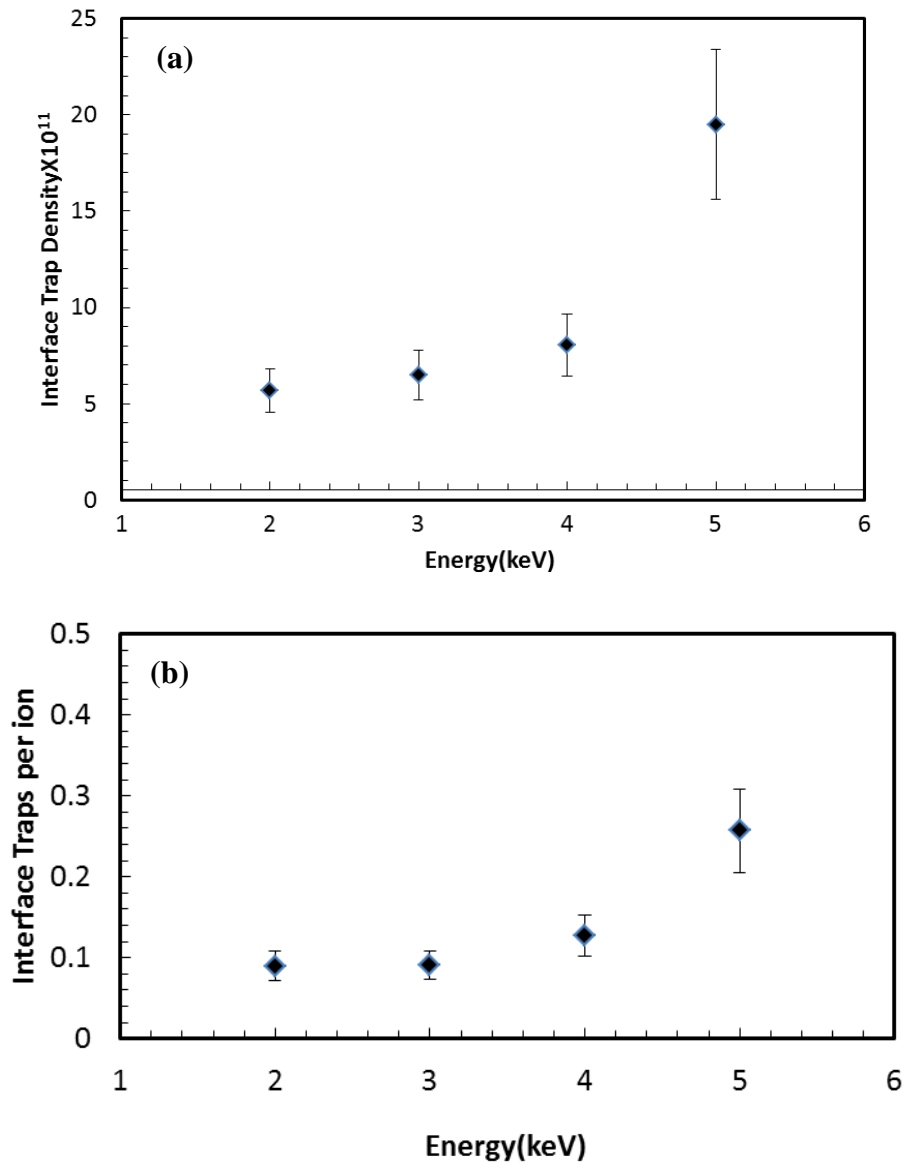 (a)
Interface Trap DensityX10¹¹
25
20
15
10
5
0
1 2 3 4 5 6
Energy(keV)
(b)
Interface Traps per ion
0.5
0.4
0.3
0.2
0.1
0
1 2 3 4 5 6
Energy(keV)